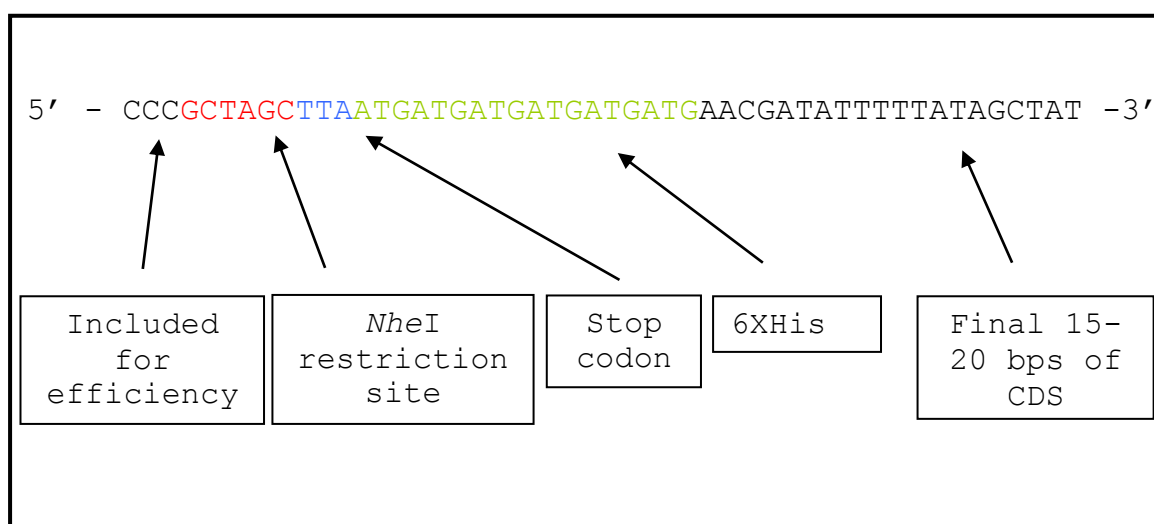 5’ - CCCGCTAGCTTAATGATGATGATGATGATGAACGATATTTTTATAGCTAT -3’
Included
for
efficiency
NheI
restriction
site
Stop
codon
6XHis
Final 15-
20 bps of
CDS